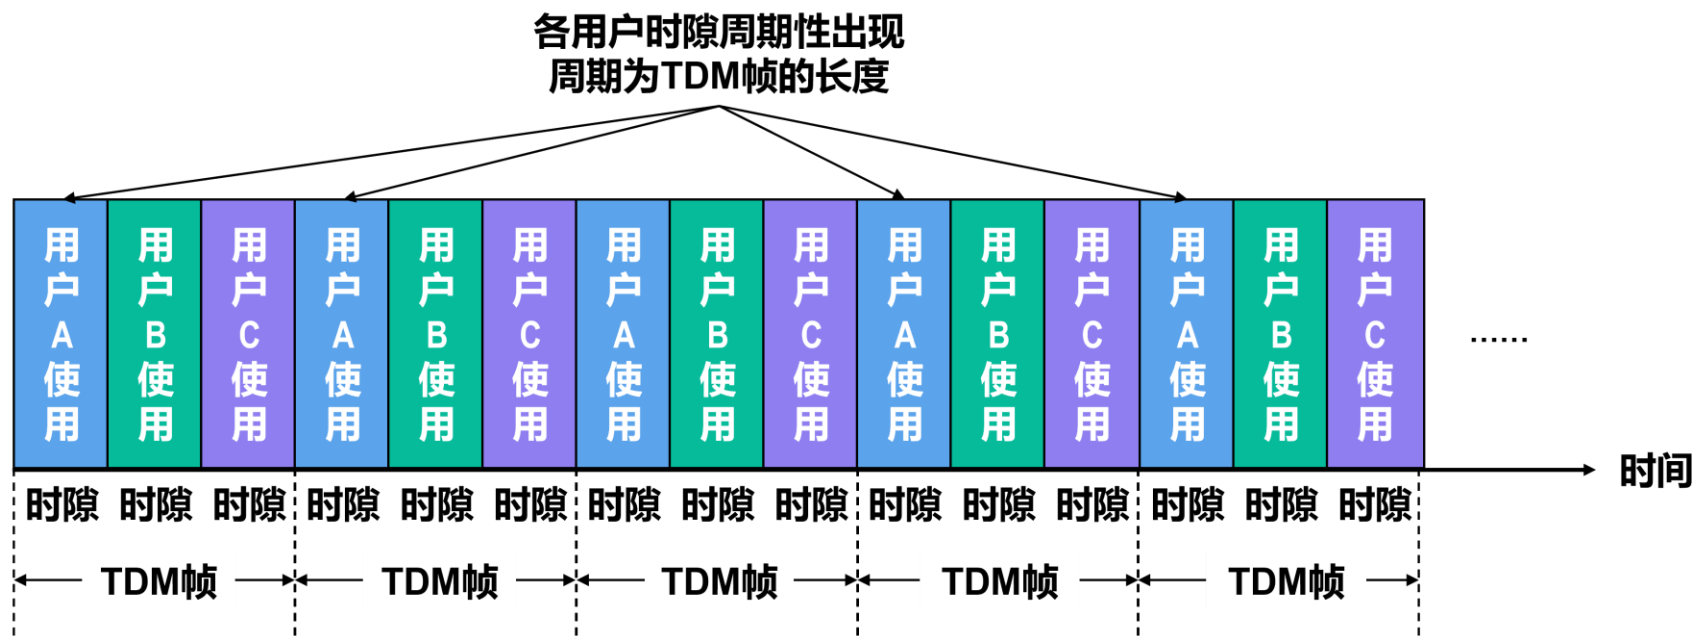 各用户时隙周期性出现
周期为TDM帧的长度
用户A使用 用户B使用 用户C使用 用户A使用 用户B使用 用户C使用 用户A使用 用户B使用 用户C使用 用户A使用 用户B使用 用户C使用 用户A使用 用户B使用 用户C使用 ······
时间
时隙 时隙 时隙 时隙 时隙 时隙 时隙 时隙 时隙 时隙 时隙 时隙 时隙 时隙 时隙
TDM帧 TDM帧 TDM帧 TDM帧 TDM帧